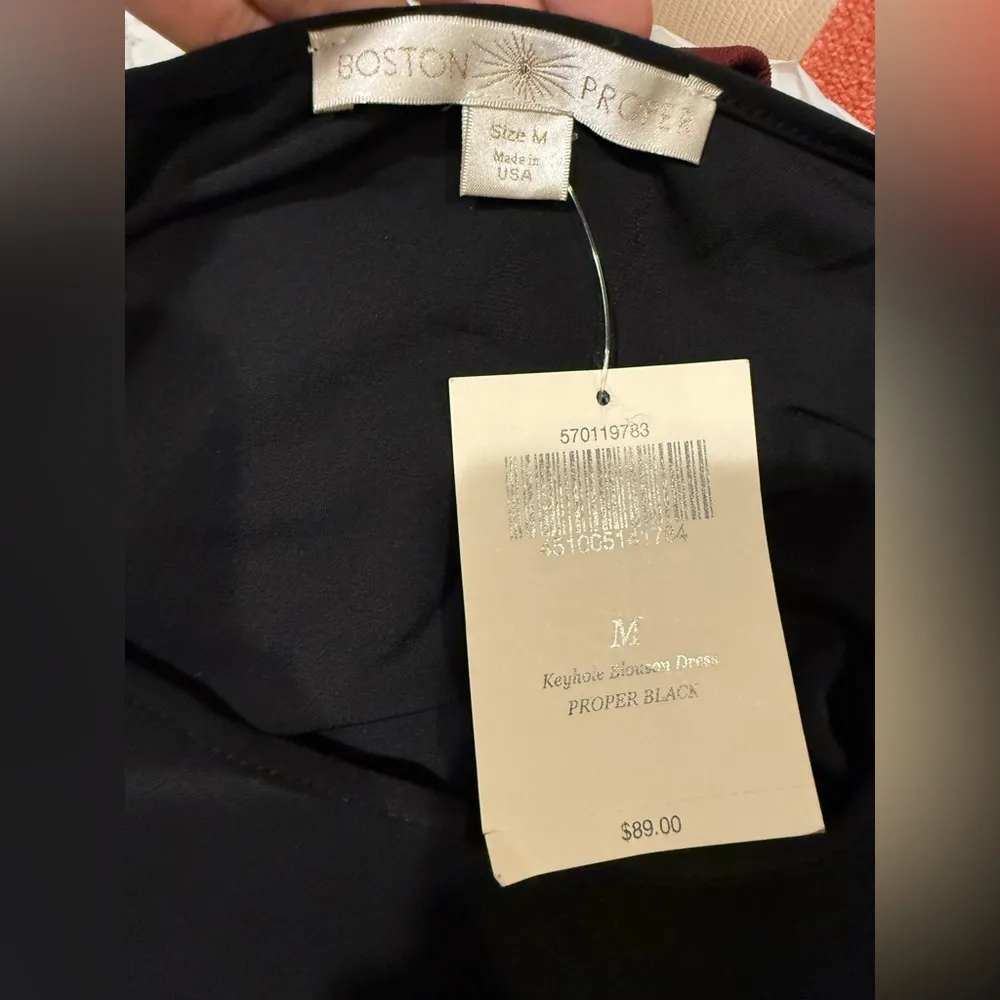 BOSTON PROPER
Size M
Made in
USA
570119783
M
Keyhole Blouson Dress
PROPER BLACK
$89.00